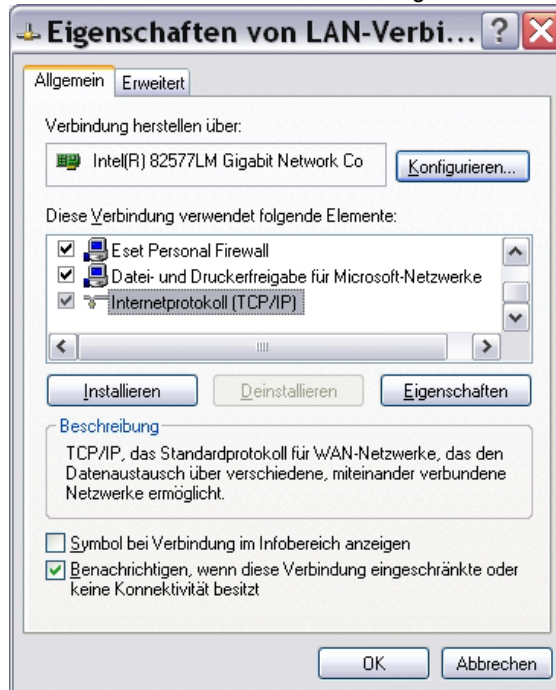 Eigenschaften von LAN-Verbi...
Allgemein
Erweitert
Verbindung herstellen über:
Intel(R) 82577LM Gigabit Network Co
Konfigurieren...
Diese Verbindung verwendet folgende Elemente:
Eset Personal Firewall
Datei- und Druckerfreigabe für Microsoft-Netzwerke
Internetprotokoll (TCP/IP)
Installieren
Deinstallieren
Eigenschaften
Beschreibung
TCP/IP, das Standardprotokoll für WAN-Netzwerke, das den
Datenaustausch über verschiedene, miteinander verbundene
Netzwerke ermöglicht.
Symbol bei Verbindung im Infobereich anzeigen
Benachrichtigen, wenn diese Verbindung eingeschränkte oder
keine Konnektivität besitzt
OK
Abbrechen